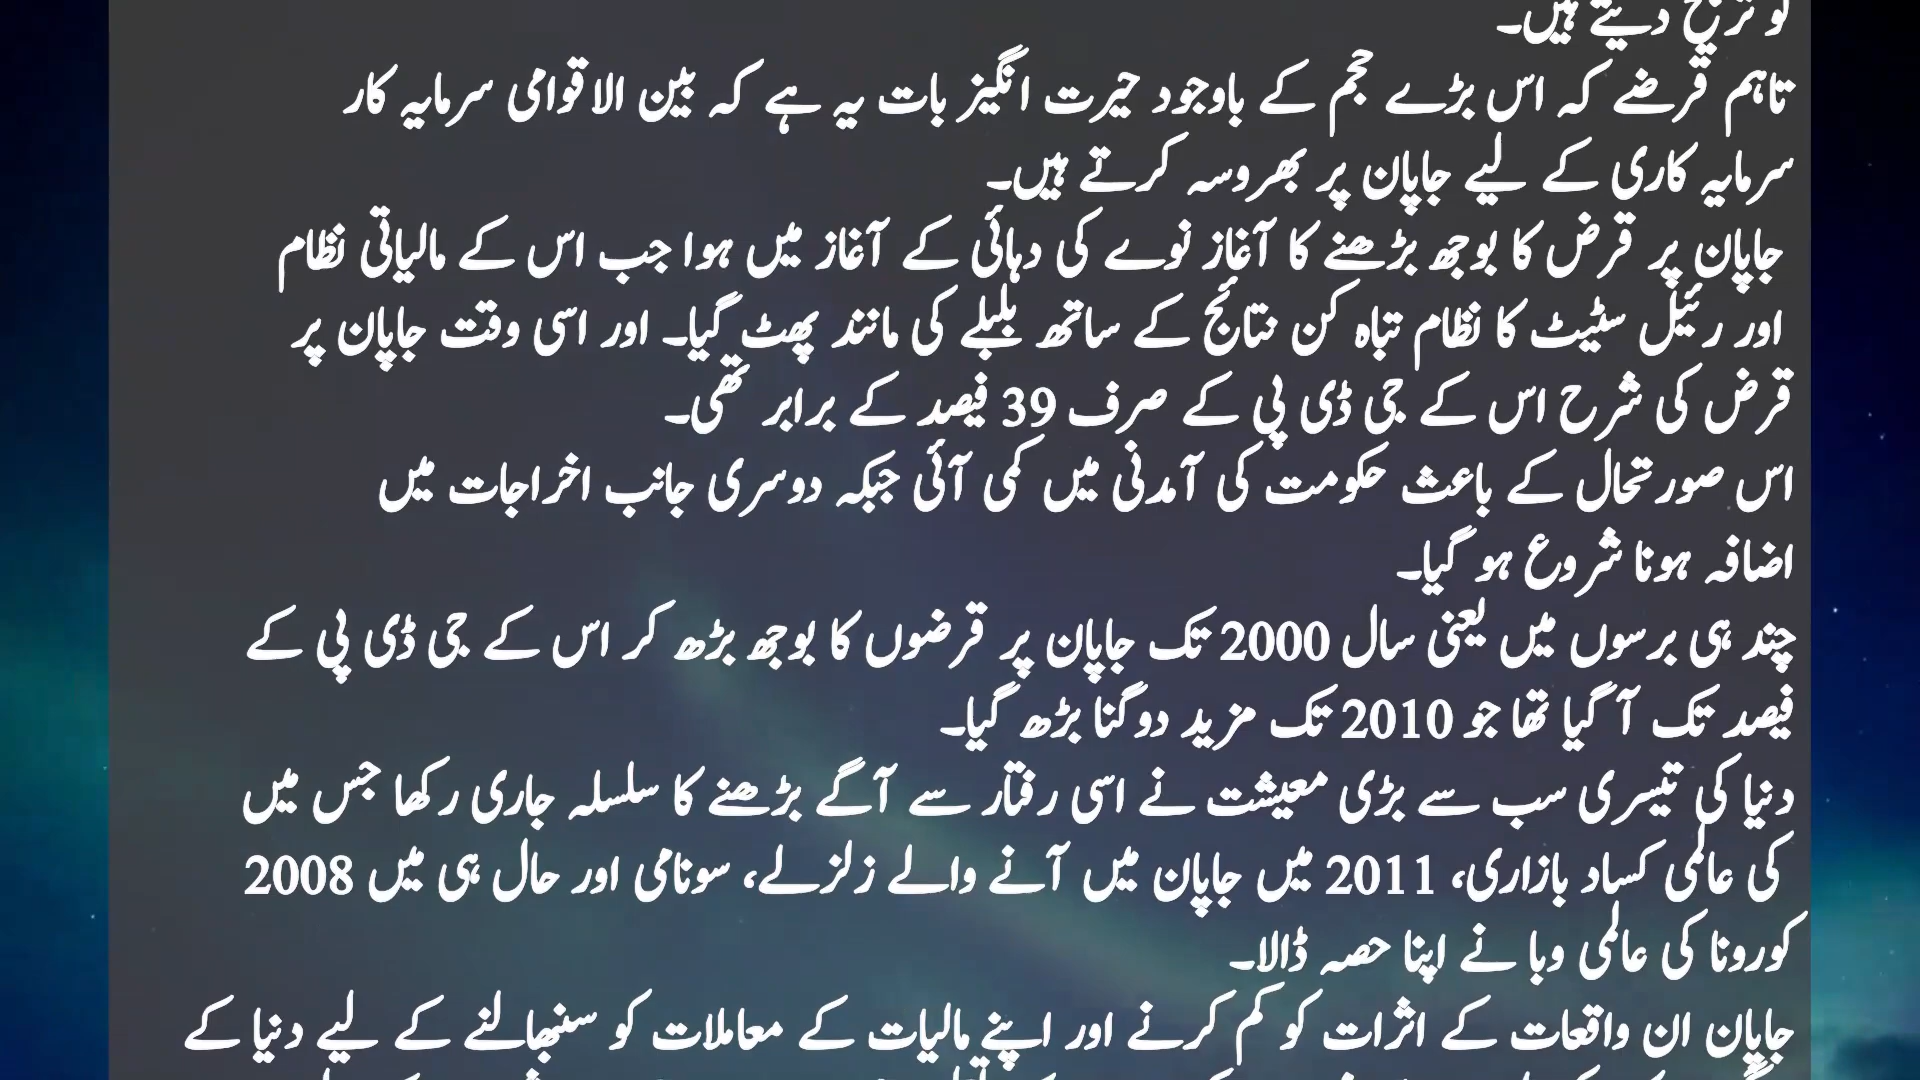 کو ترجیح دیتے ہیں۔
تاہم قرضے کہ اس بڑے حجم کے باوجود حیرت انگیز بات یہ ہے کہ بین الاقوامی سرمایہ کار
سرمایہ کاری کے لیے جاپان پر بھروسہ کرتے ہیں۔
جاپان پر قرض کا بوجھ بڑھنے کا آغاز نوے کی دہائی کے آغاز میں ہوا جب اس کے مالیاتی نظام
اور رئیل سٹیٹ کا نظام تباہ کن نتائج کے ساتھ بلبلے کی مانند پھٹ گیا۔ اور اسی وقت جاپان پر
قرض کی شرح اس کے جی ڈی پی کے صرف 39 فیصد کے برابر تھی۔
اس صورتحال کے باعث حکومت کی آمدنی میں کمی آئی جبکہ دوسری جانب اخراجات میں
اضافہ ہونا شروع ہو گیا۔
چند ہی برسوں میں یعنی سال 2000 تک جاپان پر قرضوں کا بوجھ بڑھ کر اس کے جی ڈی پی کے
فیصد تک آ گیا تھا جو 2010 تک مزید دوگنا بڑھ گیا۔
دنیا کی تیسری سب سے بڑی معیشت نے اسی رفتار سے آگے بڑھنے کا سلسلہ جاری رکھا جس میں
کی عالمی کساد بازاری، 2011 میں جاپان میں آنے والے زلزلے، سونامی اور حال ہی میں 2008
کورونا کی عالمی وبا نے اپنا حصہ ڈالا۔
جاپان ان واقعات کے اثرات کو کم کرنے اور اپنے مالیات کے معاملات کو سنبھالنے کے لیے دنیا کے